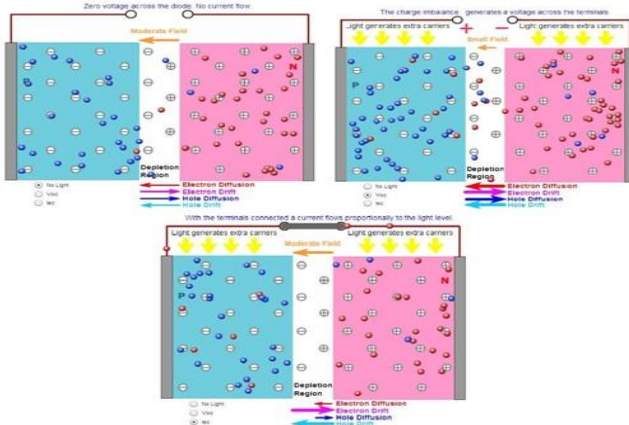 Zero voltage across the diode. No current flow.
Moderate Field
P
N
Depletion
Region
No Light
Voc
Isc
Electron Diffusion
Electron Drift
Hole Diffusion
Hole Drift
The charge imbalance generates a voltage across the terminals
Light generates extra carriers
+ −
Light generates extra carriers
Small Field
P
N
Depletion
Region
No Light
Voc
Isc
Electron Diffusion
Electron Drift
Hole Diffusion
Hole Drift
With the terminals connected a current flows proportionally to the light level.
Light generates extra carriers
Light generates extra carriers
Moderate Field
P
N
Depletion
Region
No Light
Voc
Isc
Electron Diffusion
Electron Drift
Hole Diffusion
Hole Drift